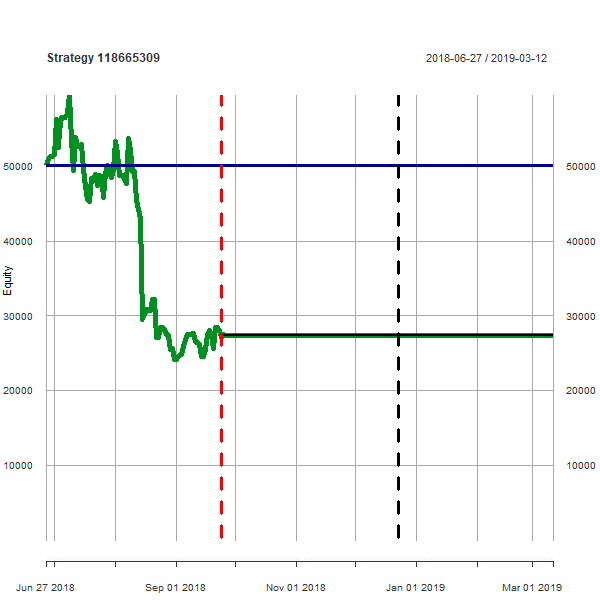 Strategy 118665309
2018-06-27 / 2019-03-12
Equity
50000
40000
30000
20000
10000
50000
40000
30000
20000
10000
Jun 27 2018
Sep 01 2018
Nov 01 2018
Jan 01 2019
Mar 01 2019